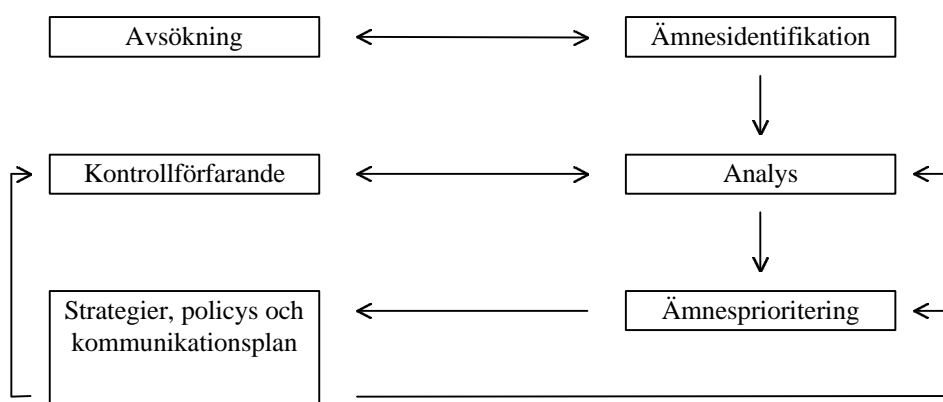 Avsökning
Ämnesidentifikation
Kontrollförfarande
Analys
Strategier, policys och
kommunikationsplan
Ämnesprioritering